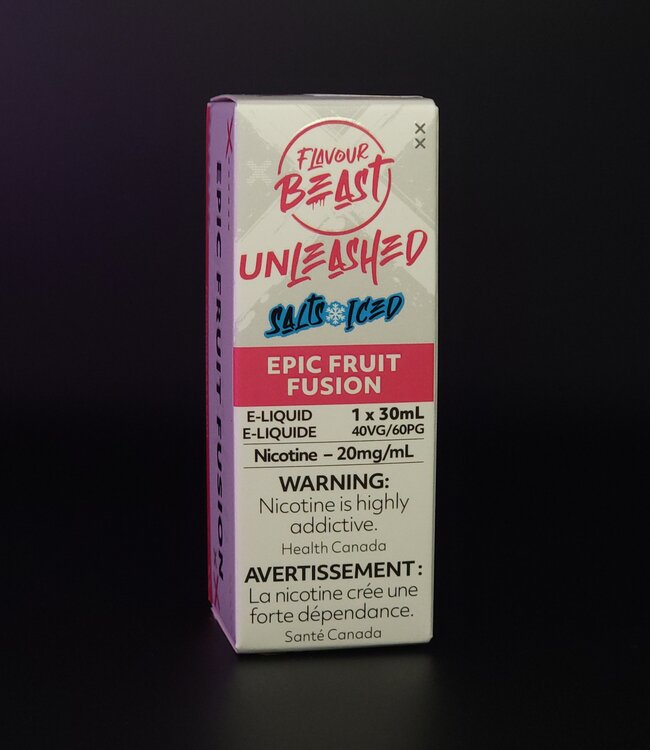 FLAVOUR
BEAST
UNLEASHED
SALTS ICED
EPIC FRUIT
FUSION
E-LIQUID 1 x 30mL
E-LIQUIDE 40VG/60PG
Nicotine – 20mg/mL
WARNING:
Nicotine is highly
addictive.
Health Canada
AVERTISSEMENT :
La nicotine crée une
forte dépendance.
Santé Canada
EPIC FRUIT FUSION